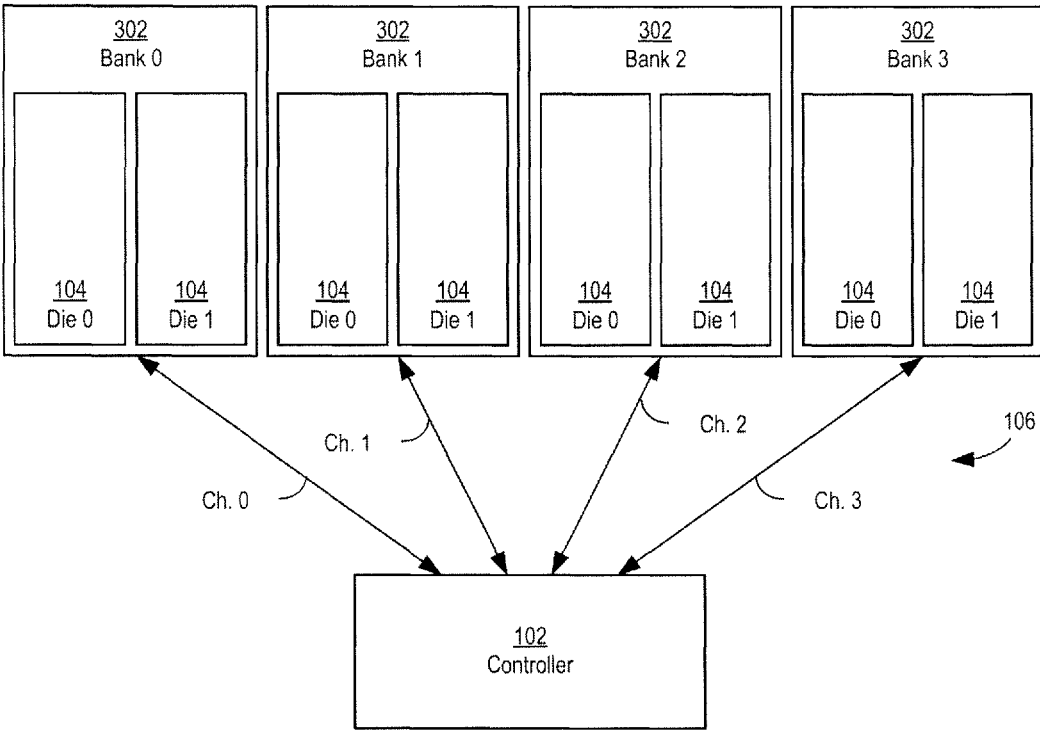 302
Bank 0
302
Bank 1
302
Bank 2
302
Bank 3
104
Die 0
104
Die 1
104
Die 0
104
Die 1
104
Die 0
104
Die 1
104
Die 0
104
Die 1
Ch. 0
Ch. 1
Ch. 2
Ch. 3
106
102
Controller